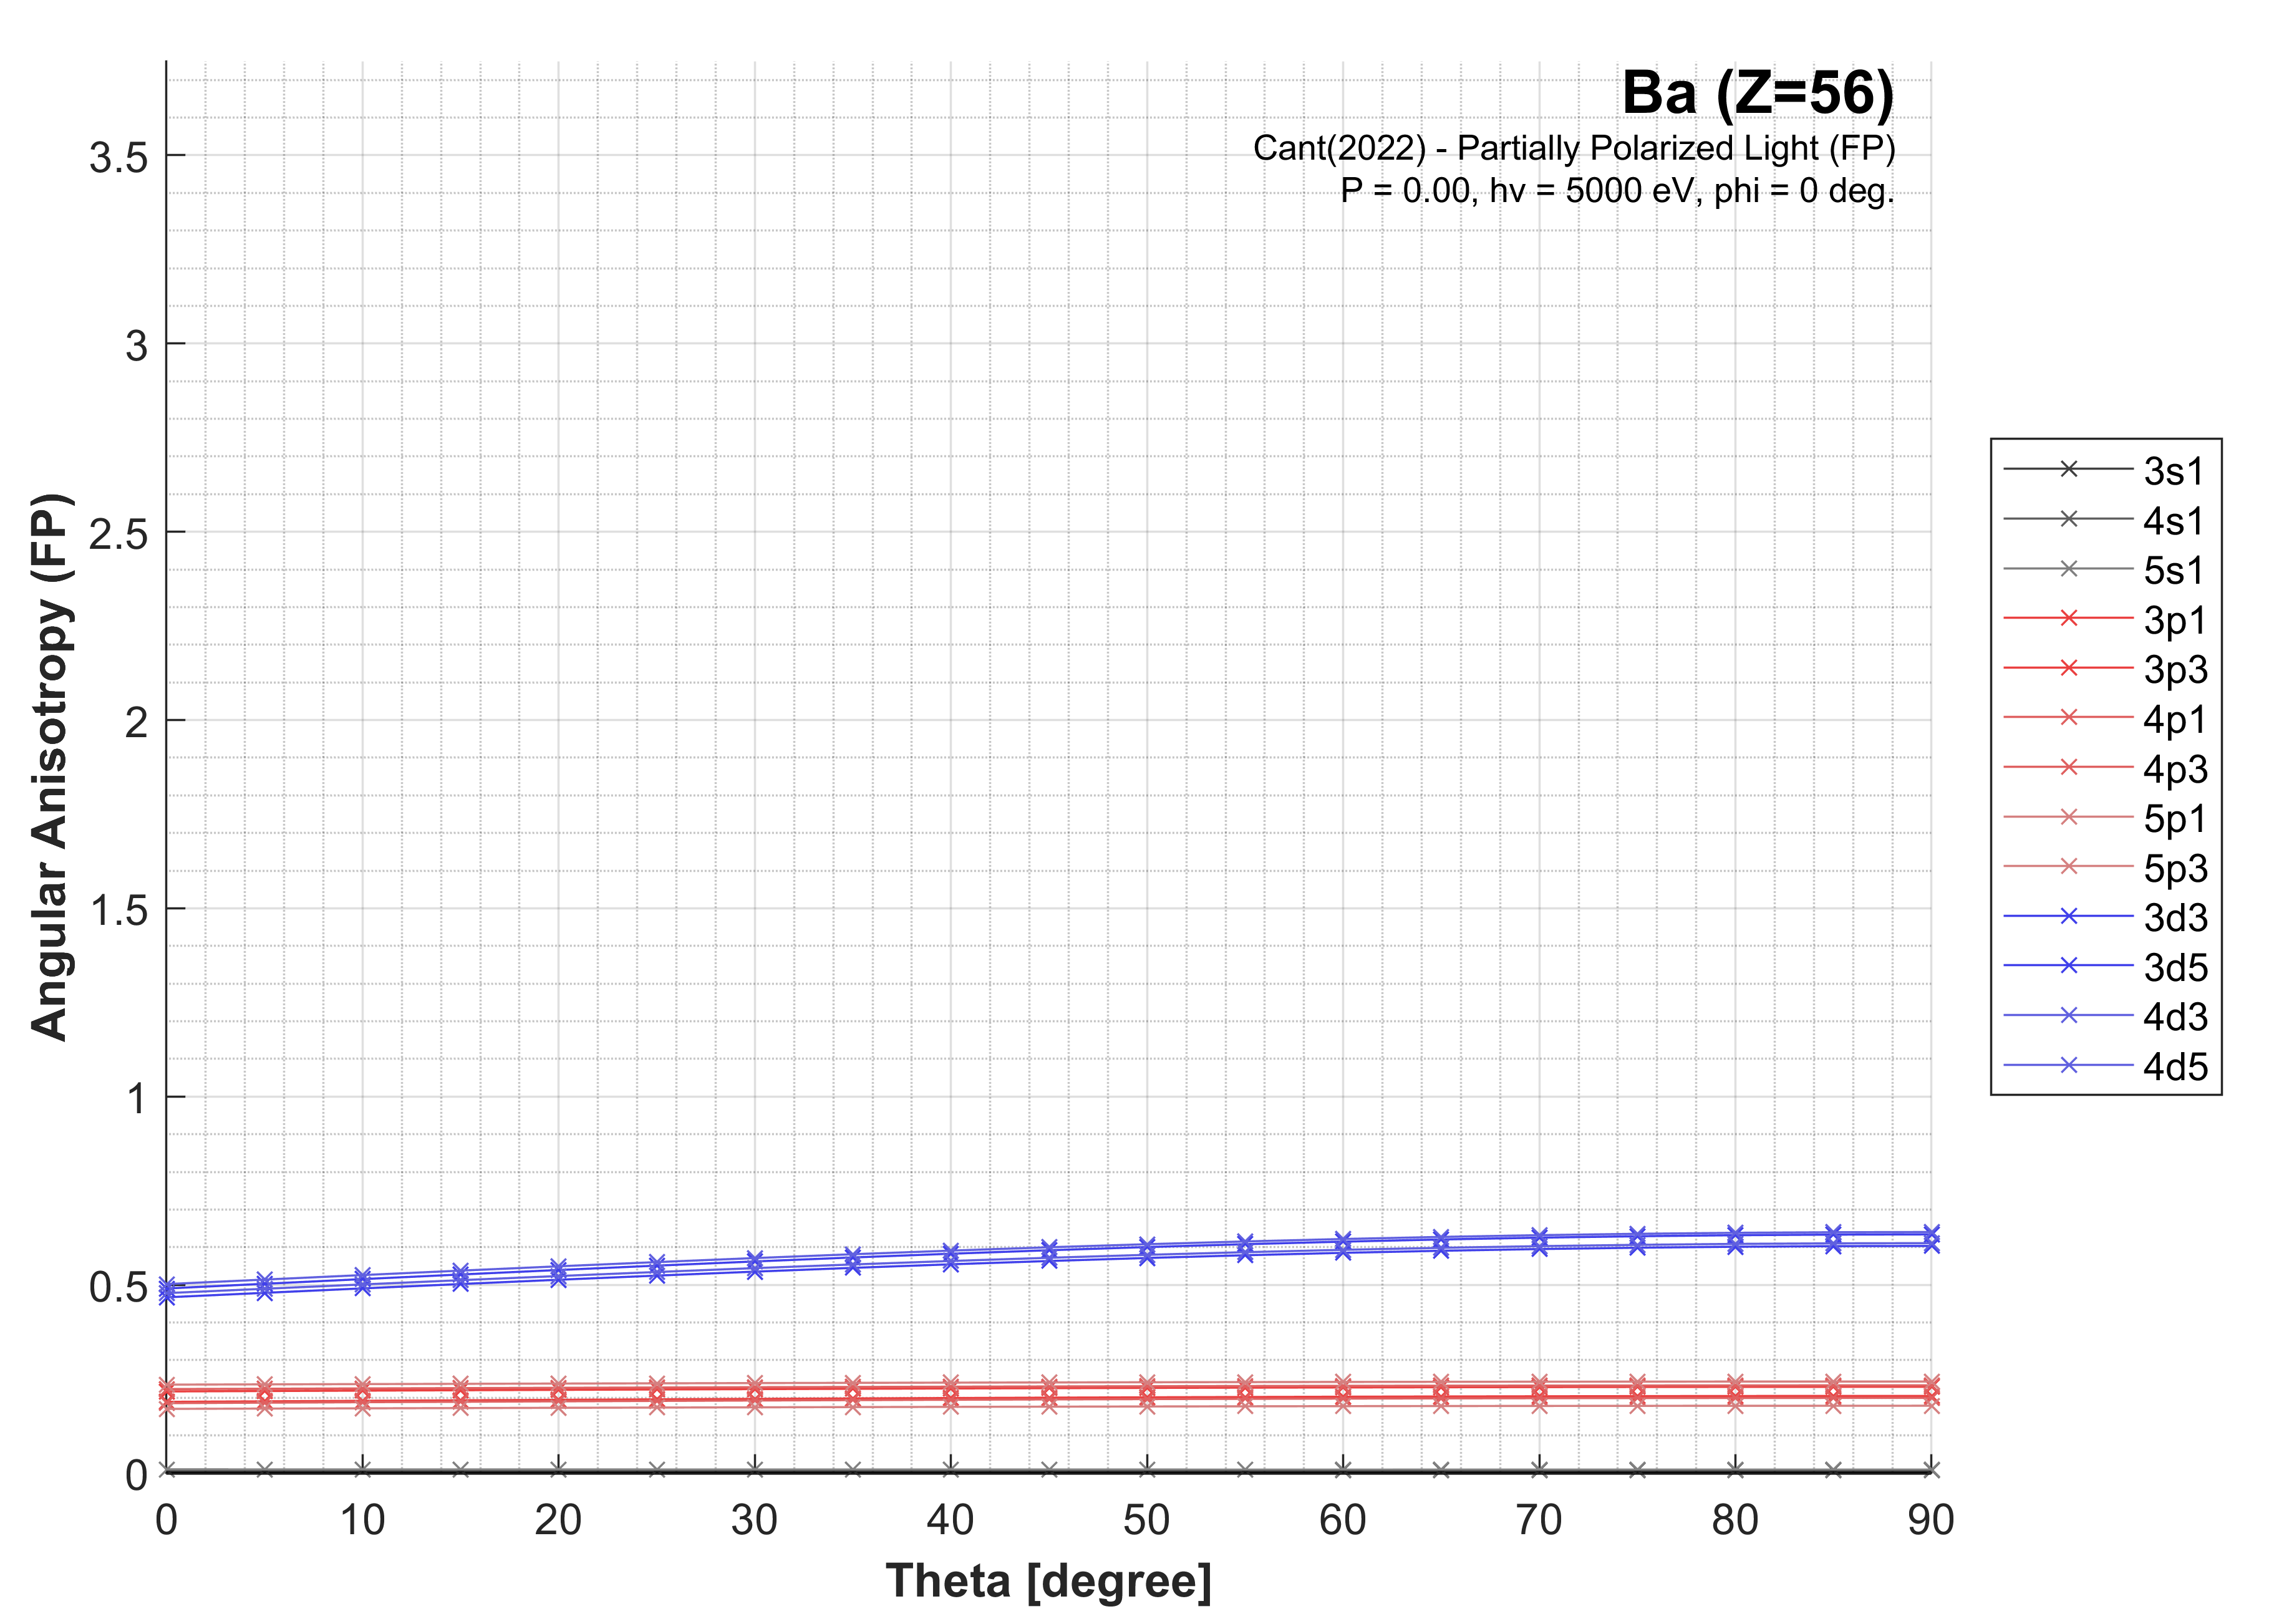 Ba (Z=56)
Cant(2022) - Partially Polarized Light (FP)
P = 0.00, hv = 5000 eV, phi = 0 deg.
Angular Anisotropy (FP)
3.5
3
2.5
2
1.5
1
0.5
0
0 10 20 30 40 50 60 70 80 90
Theta [degree]
3s1
4s1
5s1
3p1
3p3
4p1
4p3
5p1
5p3
3d3
3d5
4d3
4d5